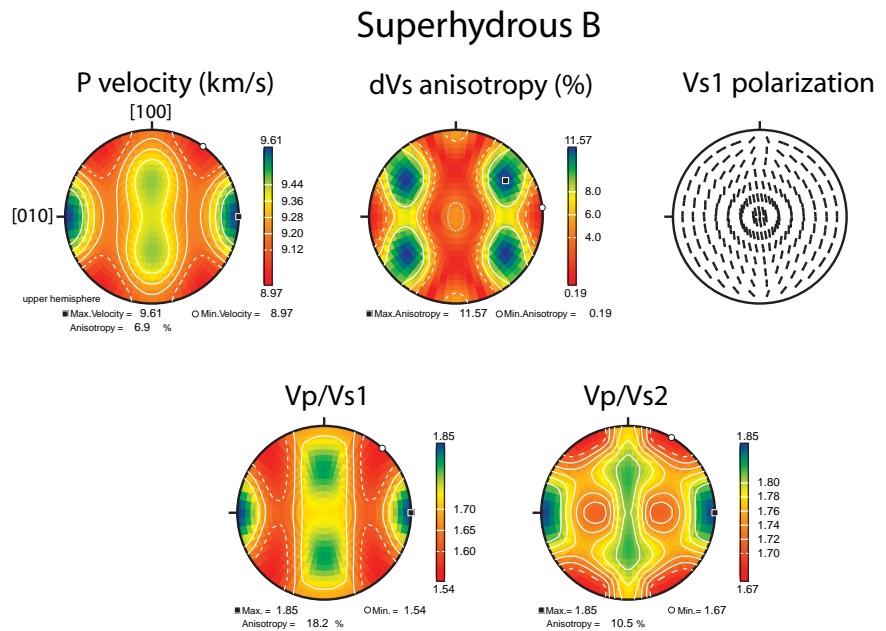 Superhydrous B
P velocity (km/s)
[100]
[010]
9.61
9.44
9.36
9.28
9.20
9.12
8.97
upper hemisphere
Max.Velocity = 9.61 Min.Velocity = 8.97
Anisotropy = 6.9 %
dVs anisotropy (%)
11.57
8.0
6.0
4.0
0.19
Max.Anisotropy = 11.57 Min.Anisotropy = 0.19
Vs1 polarization
Vp/Vs1
1.85
1.70
1.65
1.60
1.54
Max. = 1.85 Min. = 1.54
Anisotropy = 18.2 %
Vp/Vs2
1.85
1.80
1.78
1.76
1.74
1.72
1.70
1.67
Max.= 1.85 Min.= 1.67
Anisotropy = 10.5 %